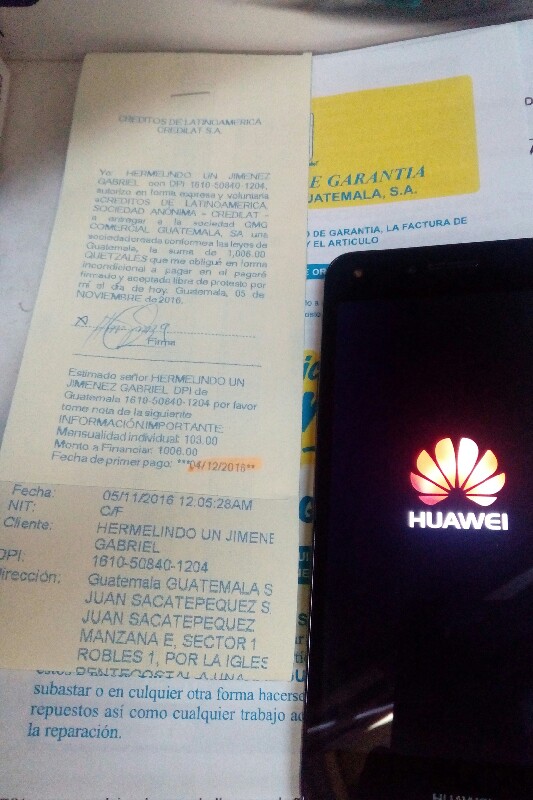 CREDITOS DE LATINOAMERICA
CREDILAT S.A.
Yo: HERMELINDO UN JIMENEZ
GABRIEL con DPI 1610-50840-1204,
autorizo en forma expresa y voluntaria
«CREDITOS DE LATINOAMERICA,
SOCIEDAD ANÓNIMA - CREDILAT -
a entregar a la sociedad GMG
COMERCIAL GUATEMALA, SA una
sociedad creada conforme a las leyes de
Guatemala, la suma de 1,006.00
QUETZALES que me obligué en forma
incondicional a pagar en el pagaré
firmado y aceptado libre de protesto por
mí el día de hoy. Guatemala, 05 de
NOVIEMBRE de 2016.
Firma
Estimado señor HERMELINDO UN
JIMENEZ GABRIEL DPI de
Guatemala 1610-50840-1204 por favor
tome nota de la siguiente
INFORMACIÓN IMPORTANTE
Mensualidad individual: 103.00
Monto a Financiar: 1006.00
Fecha de primer pago: ***04/12/2016**
Fecha: 05/11/2016 12:05:28AM
NIT: C/F
Cliente: HERMELINDO UN JIMENE
GABRIEL
DPI: 1610-50840-1204
Dirección: Guatemala GUATEMALA S
JUAN SACATEPEQUEZ S
JUAN SACATEPEQUEZ
MANZANA E, SECTOR 1
ROBLES 1, POR LA IGLES
PENTECOSTAL
subastar o en culquier otra forma hacerse
repuestos así como cualquier trabajo ad
la reparación.
E GARANTIA
UATEMALA, S.A.
O DE GARANTIA, LA FACTURA DE
Y EL ARTICULO
HUAWEI
HUAWEI